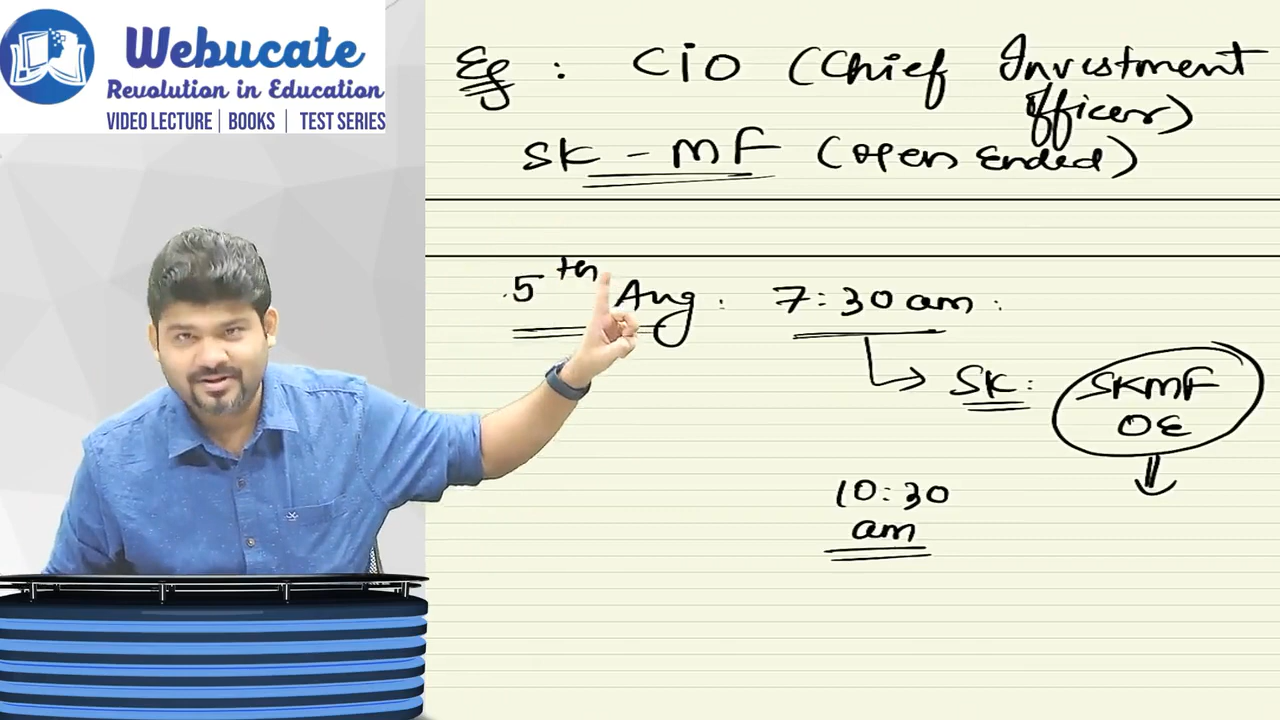 Webucate
Revolution in Education
VIDEO LECTURE | BOOKS | TEST SERIES
Eg : CiO (Chief Investment
officer)
SK - MF (open Ended)
5th Aug : 7:30 am :
SK : SKMF
OE
10:30
am